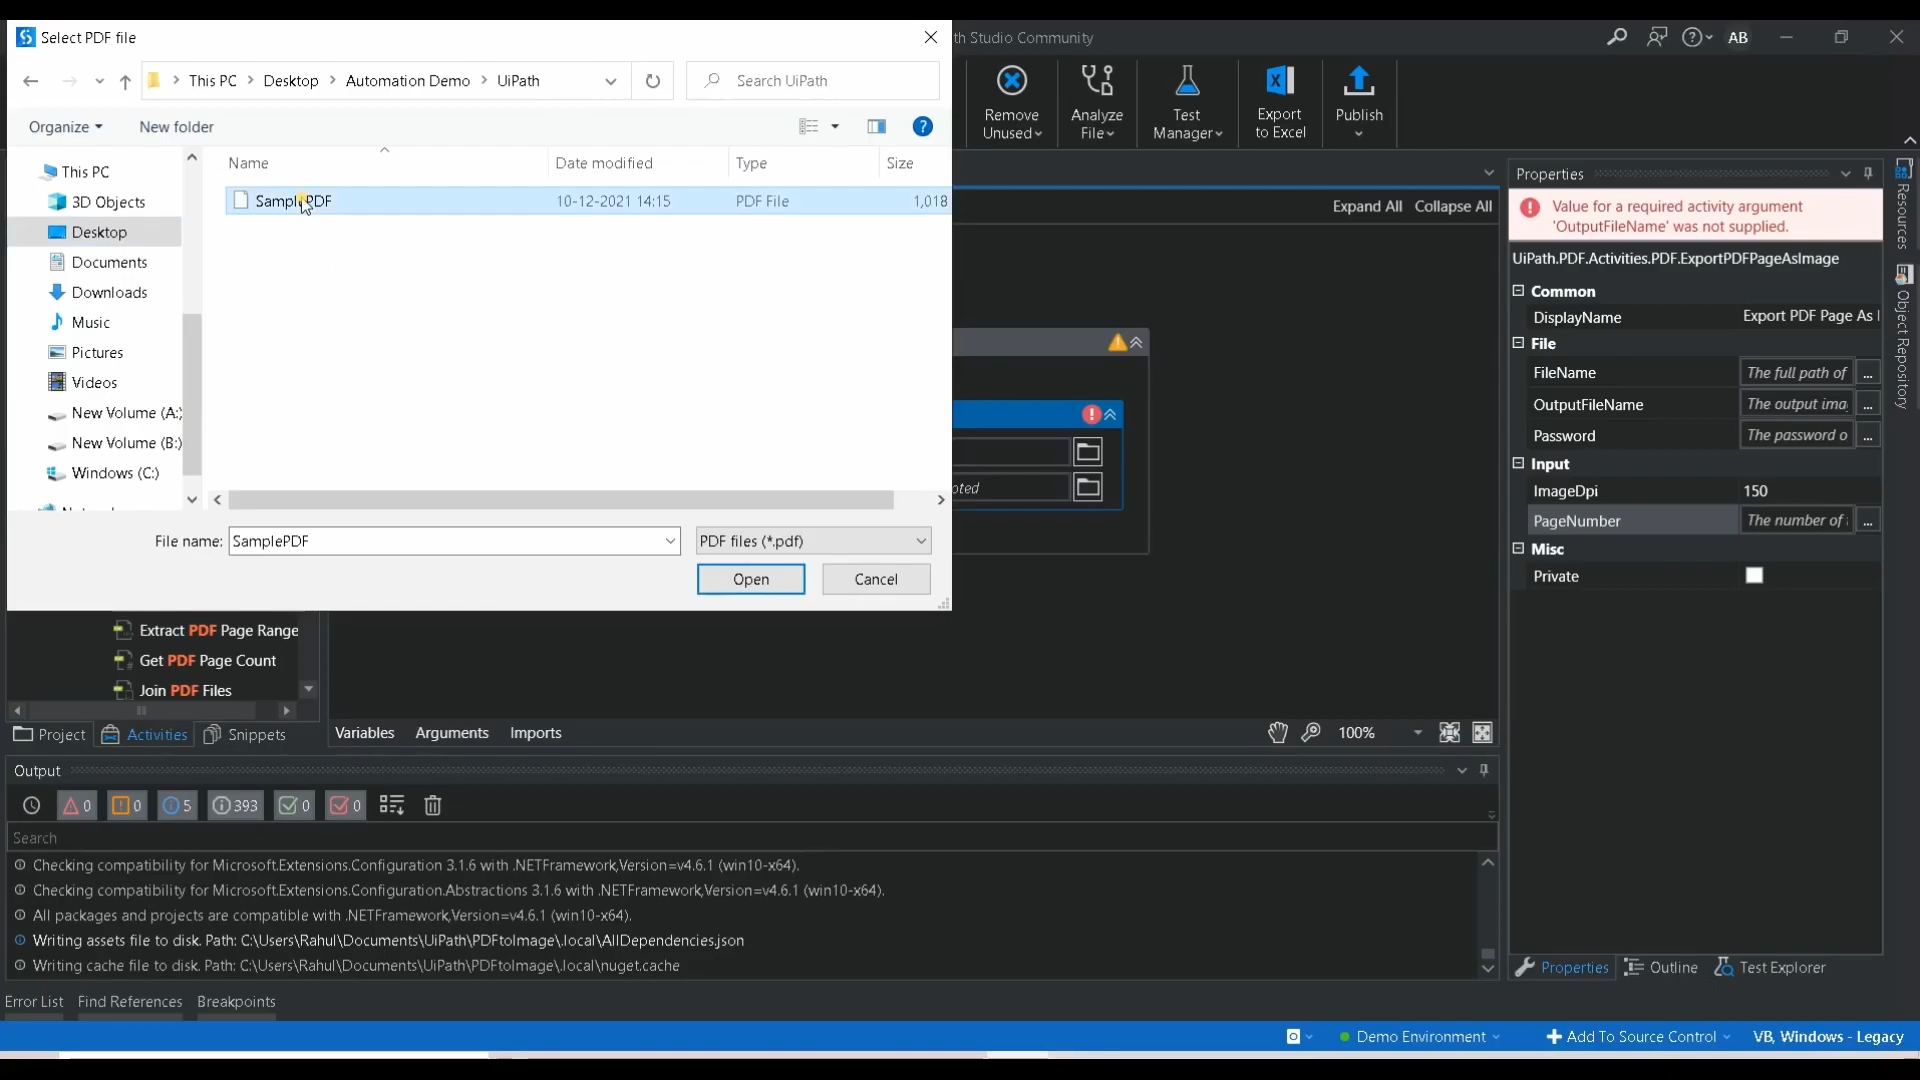 Select PDF file
th Studio Community
AB
This PC
Desktop
Automation Demo
UiPath
Search UiPath
Organize
New folder
Remove
Unused
Analyze
File
Test
Manager
Export
to Excel
Publish
Name
Date modified
Type
Size
SamplePDF
10-12-2021 14:15
PDF File
1,018
This PC
3D Objects
Desktop
Documents
Downloads
Music
Pictures
Videos
New Volume (A:)
New Volume (B:)
Windows (C:)
File name:
SamplePDF
PDF files (*.pdf)
Open
Cancel
Expand All
Collapse All
oted
Properties
Value for a required activity argument
'OutputFileName' was not supplied.
UiPath.PDF.Activities.PDF.ExportPDFPageAsImage
Common
DisplayName
Export PDF Page As I
File
FileName
The full path of
...
OutputFileName
The output ima
...
Password
The password o
...
Input
ImageDpi
150
PageNumber
The number of
...
Misc
Private
Resources
Object Repository
Extract PDF Page Range
Get PDF Page Count
Join PDF Files
Project
Activities
Snippets
Variables
Arguments
Imports
100%
Output
0
0
5
393
0
0
Search
Checking compatibility for Microsoft.Extensions.Configuration 3.1.6 with .NETFramework,Version=v4.6.1 (win10-x64).
Checking compatibility for Microsoft.Extensions.Configuration.Abstractions 3.1.6 with .NETFramework,Version=v4.6.1 (win10-x64).
All packages and projects are compatible with .NETFramework,Version=v4.6.1 (win10-x64).
Writing assets file to disk. Path: C:\Users\Rahul\Documents\UiPath\PDFtoImage\.local\AllDependencies.json
Writing cache file to disk. Path: C:\Users\Rahul\Documents\UiPath\PDFtoImage\.local\nuget.cache
Properties
Outline
Test Explorer
Error List
Find References
Breakpoints
Demo Environment
Add To Source Control
VB, Windows - Legacy